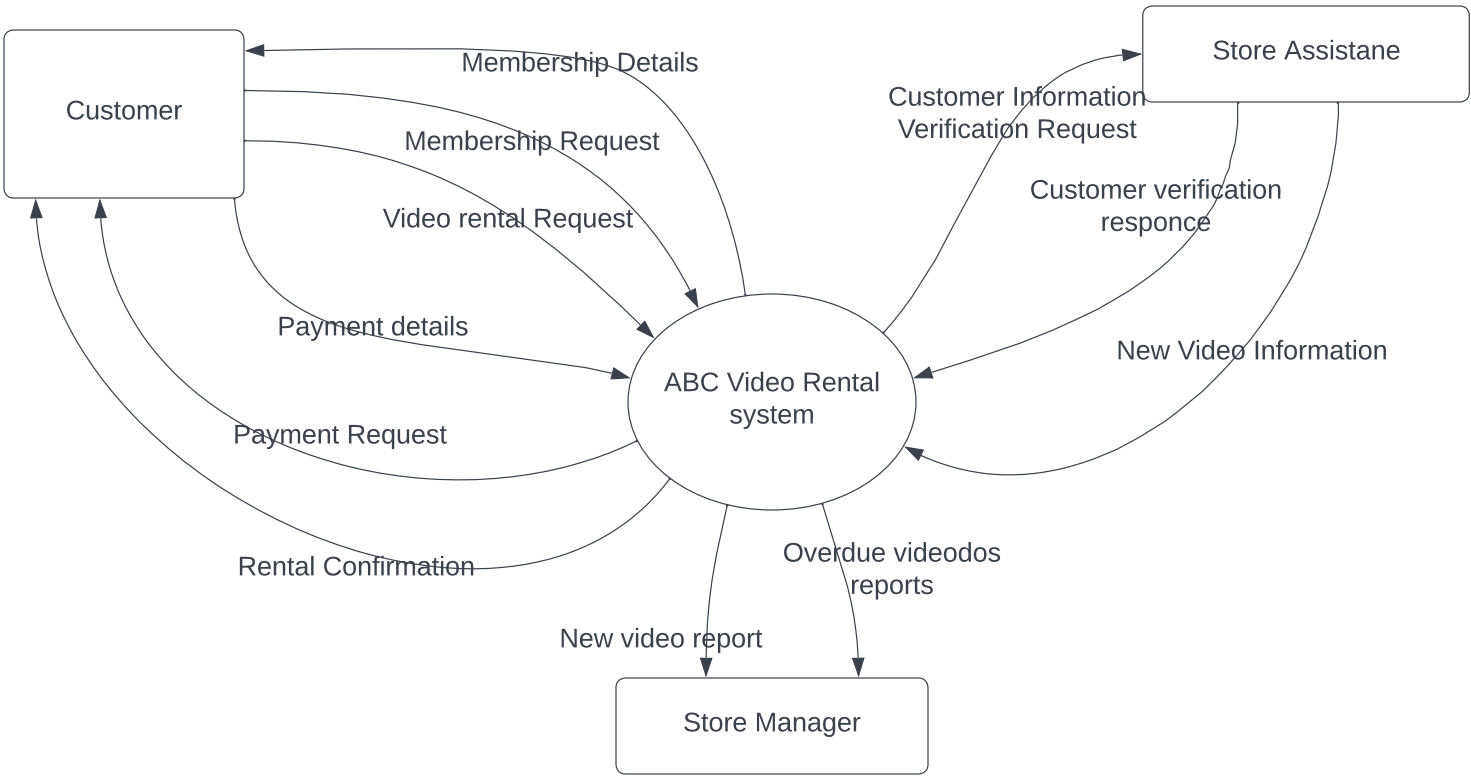 Store Assistane
Membership Details
Customer
Customer Information
Verification Request
Membership Request
Customer verification
responce
Video rental Request
Payment details
New Video Information
ABC Video Rental
system
Payment Request
Overdue videodos
reports
Rental Confirmation
New video report
Store Manager